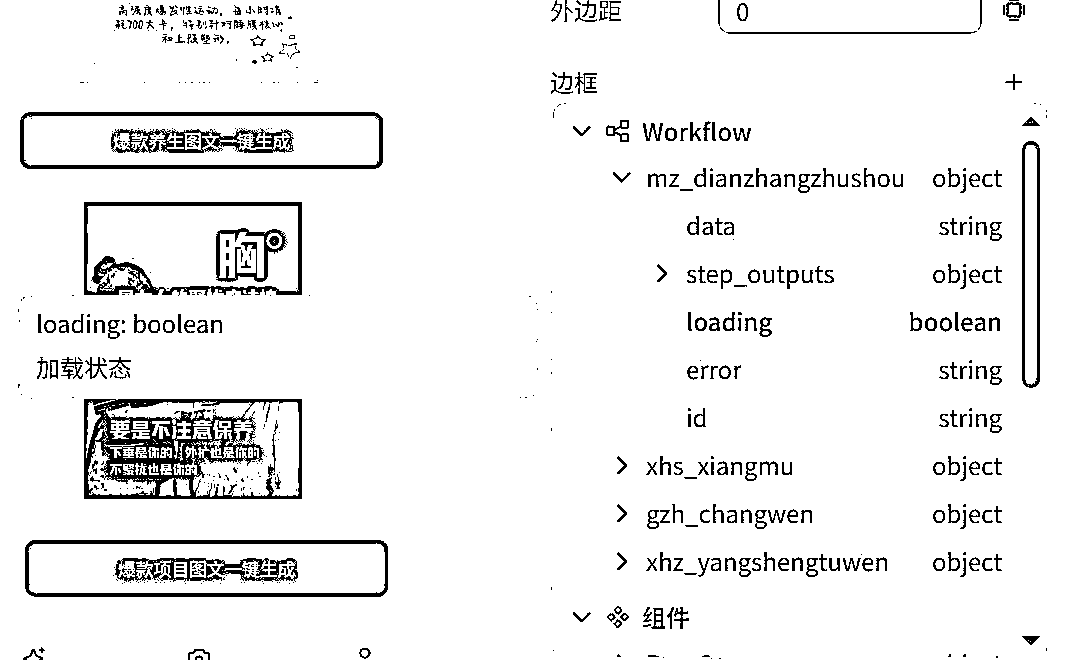 高强度爆发性运动，每小时消
耗700大卡，特别针对腰腹核心
和上肢塑形。
爆款养生图文一键生成
胸
loading: boolean
加载状态
要是不注意保养
下垂是你的 外扩也是你的
不紧致也是你的
爆款项目图文一键生成
外边距
0
边框
Workflow
mz_dianzhangzhushou object
data string
step_outputs object
loading boolean
error string
id string
xhs_xiangmu object
gzh_changwen object
xhz_yangshengtuwen object
组件